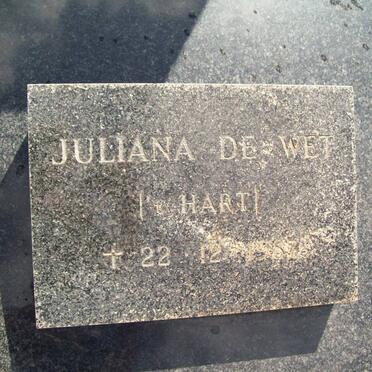 JULIANA DE WET
HART
† 22 · 12 ·